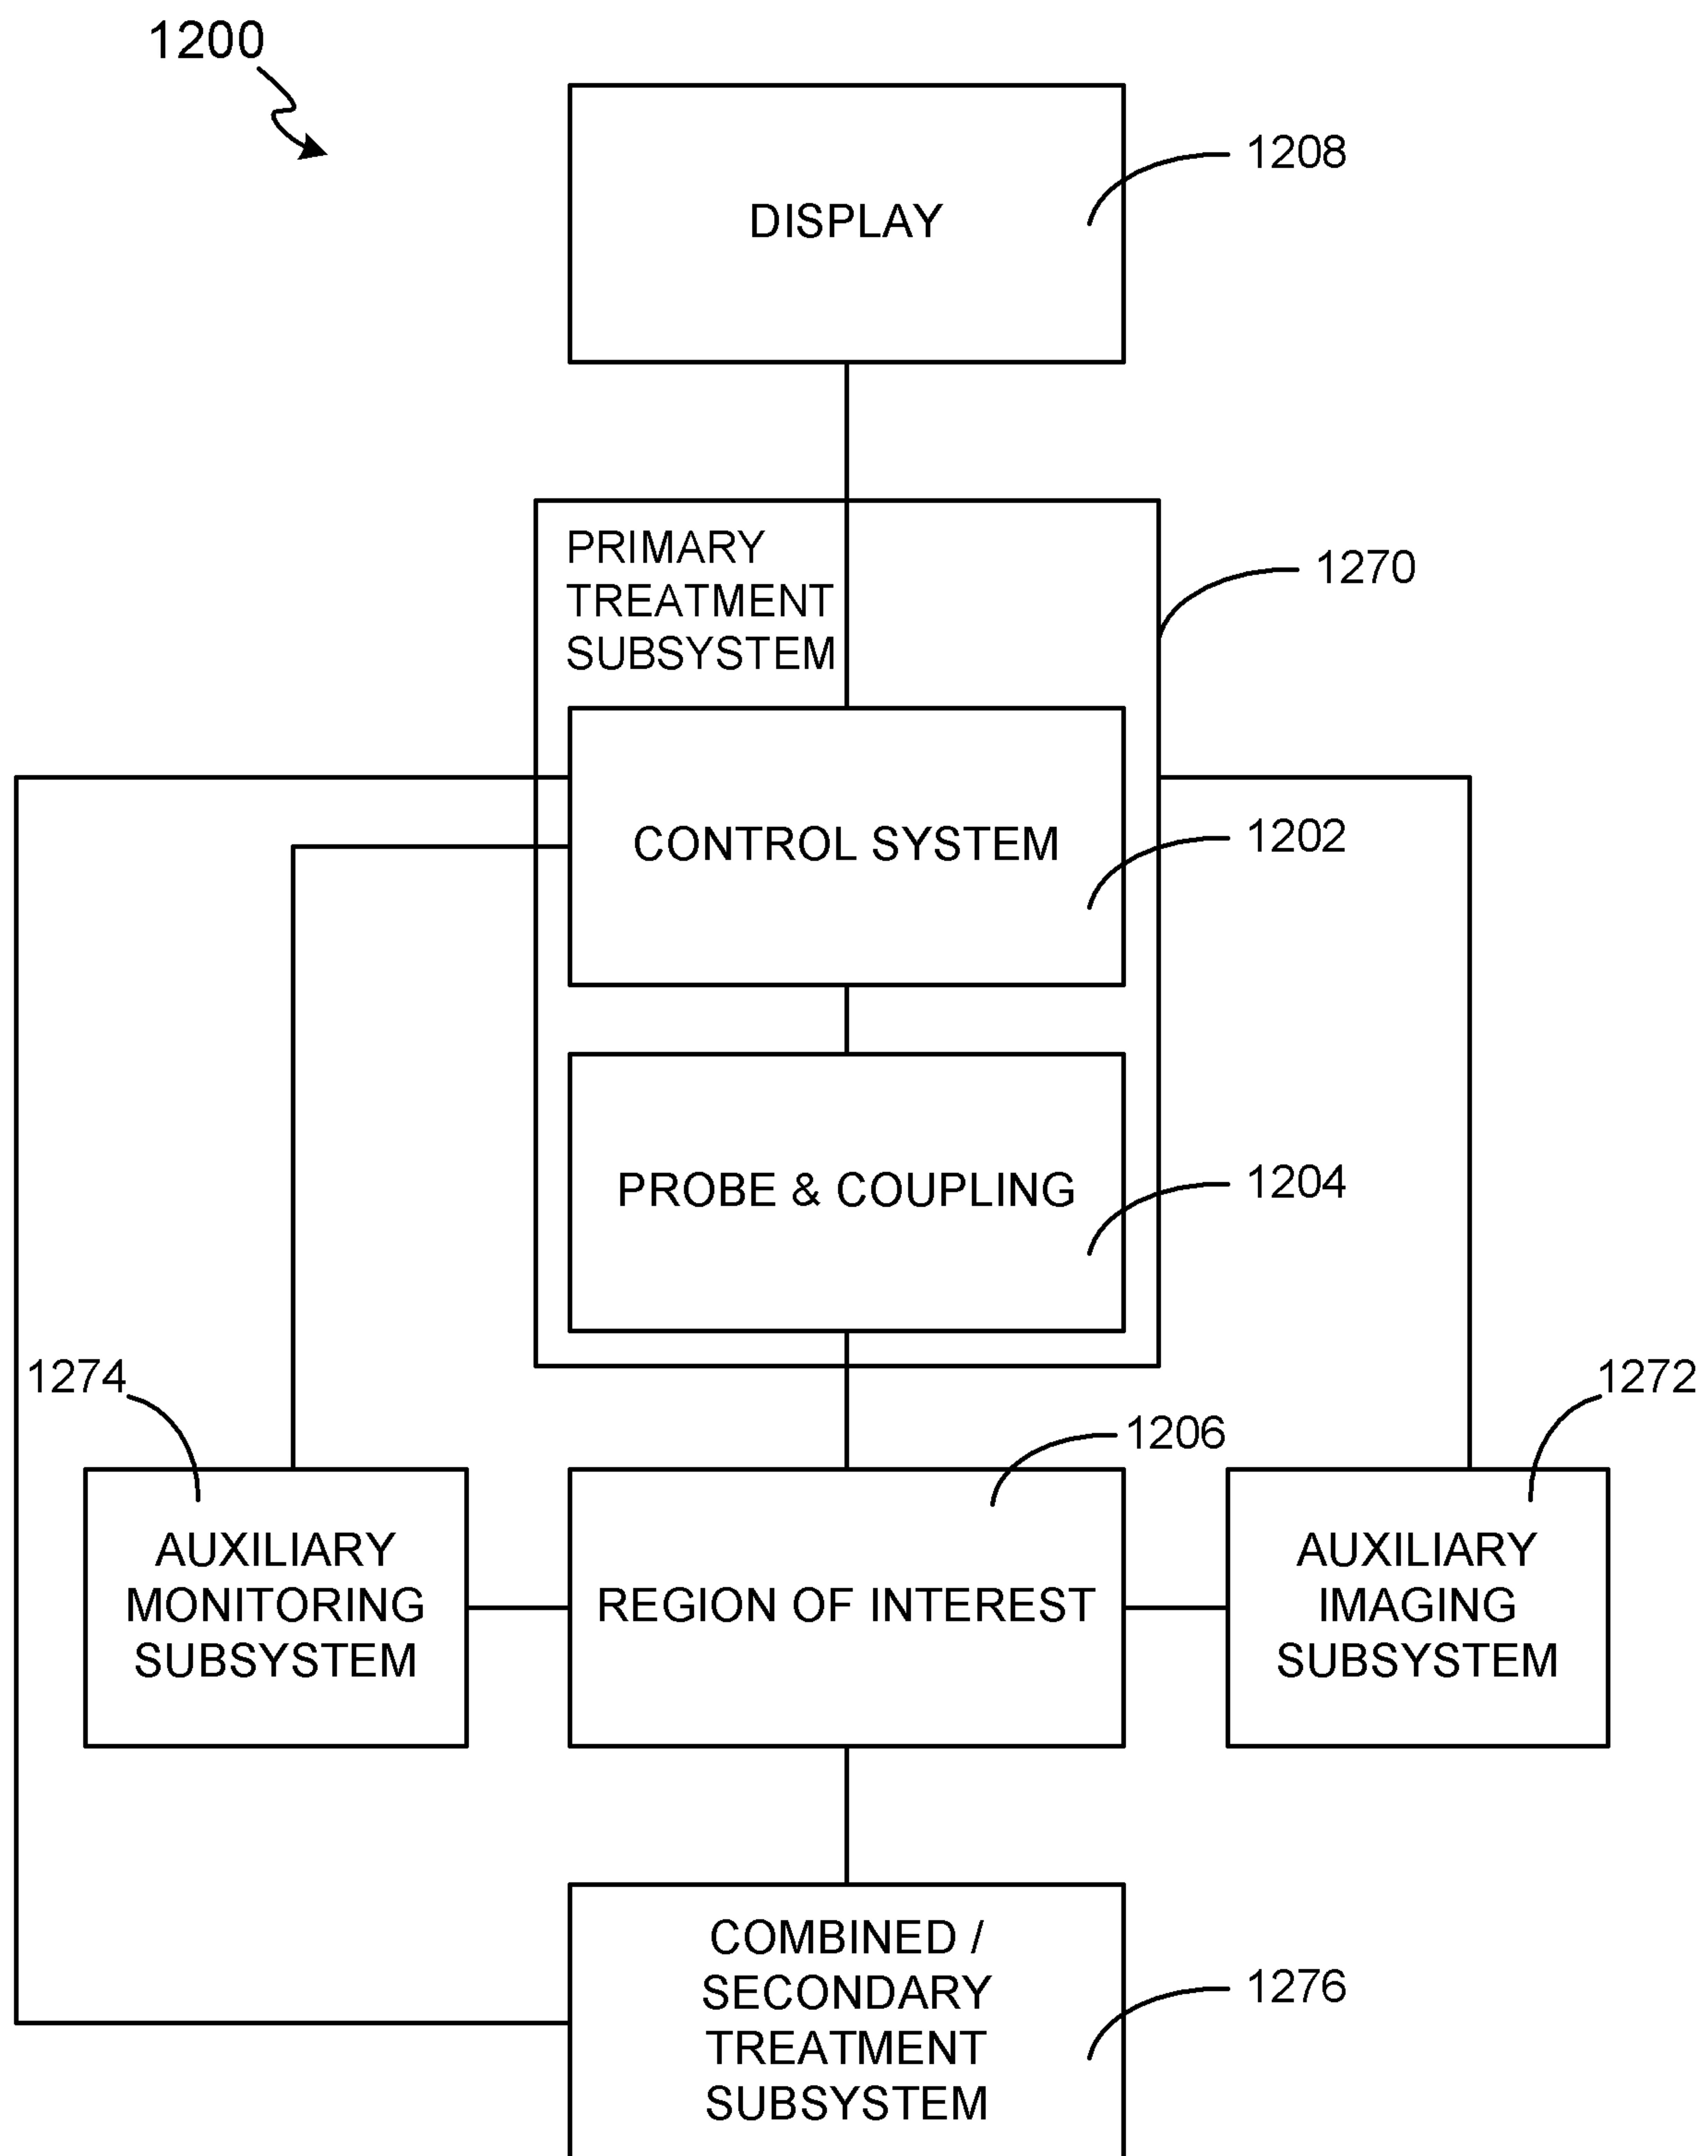 1200
DISPLAY
1208
PRIMARY
TREATMENT
SUBSYSTEM
1270
CONTROL SYSTEM
1202
PROBE & COUPLING
1204
1274
1272
1206
AUXILIARY
MONITORING
SUBSYSTEM
REGION OF INTEREST
AUXILIARY
IMAGING
SUBSYSTEM
COMBINED /
SECONDARY
TREATMENT
SUBSYSTEM
1276